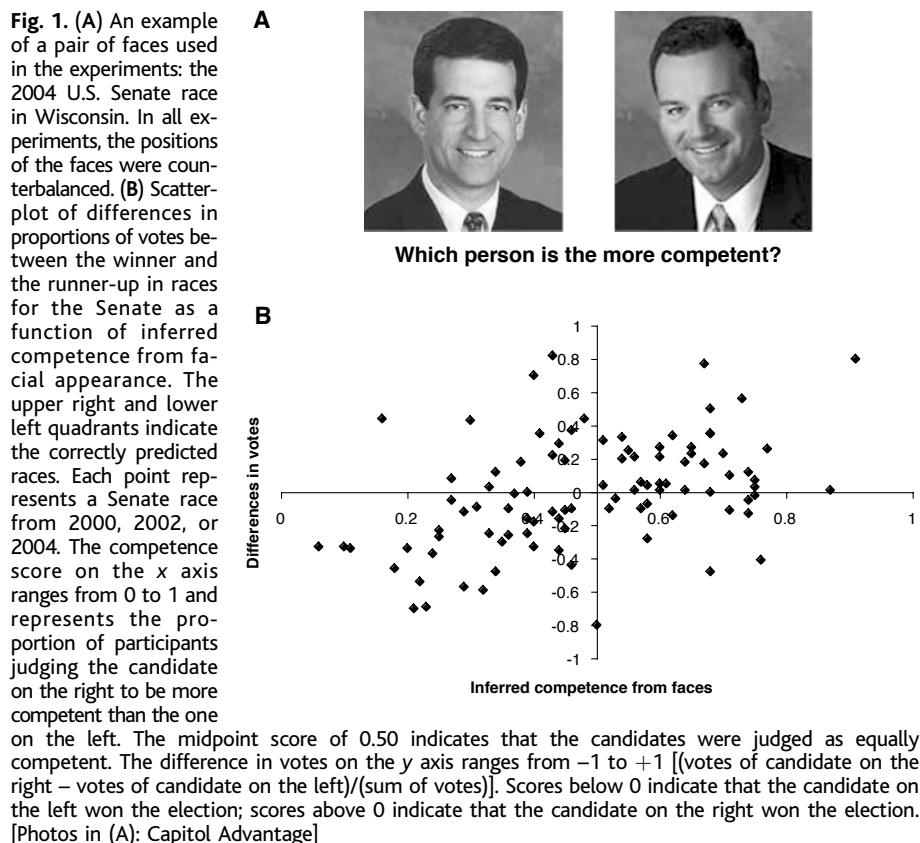 Fig. 1. (A) An example
of a pair of faces used
in the experiments: the
2004 U.S. Senate race
in Wisconsin. In all ex-
periments, the positions
of the faces were coun-
terbalanced. (B) Scatter-
plot of differences in
proportions of votes be-
tween the winner and
the runner-up in races
for the Senate as a
function of inferred
competence from fa-
cial appearance. The
upper right and lower
left quadrants indicate
the correctly predicted
races. Each point rep-
resents a Senate race
from 2000, 2002, or
2004. The competence
score on the x axis
ranges from 0 to 1 and
represents the pro-
portion of participants
judging the candidate
on the right to be more
competent than the one
on the left. The midpoint score of 0.50 indicates that the candidates were judged as equally
competent. The difference in votes on the y axis ranges from –1 to +1 [(votes of candidate on the
right – votes of candidate on the left)/(sum of votes)]. Scores below 0 indicate that the candidate on
the left won the election; scores above 0 indicate that the candidate on the right won the election.
[Photos in (A): Capitol Advantage]
A
Which person is the more competent?
B
Differences in votes
1
0.8
0.6
0.4
0.2
0
-0.2
-0.4
-0.6
-0.8
-1
0 0.2 0.4 0.6 0.8 1
Inferred competence from faces